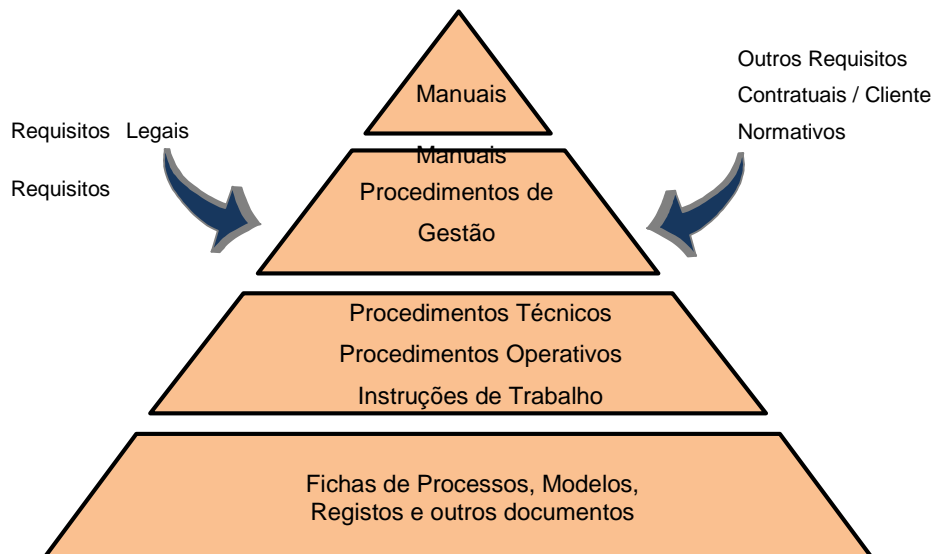 Manuais
Outros Requisitos
Contratuais / Cliente
Normativos
Requisitos Legais
Requisitos
Manuais
Procedimentos de
Gestão
Procedimentos Técnicos
Procedimentos Operativos
Instruções de Trabalho
Fichas de Processos, Modelos,
Registos e outros documentos